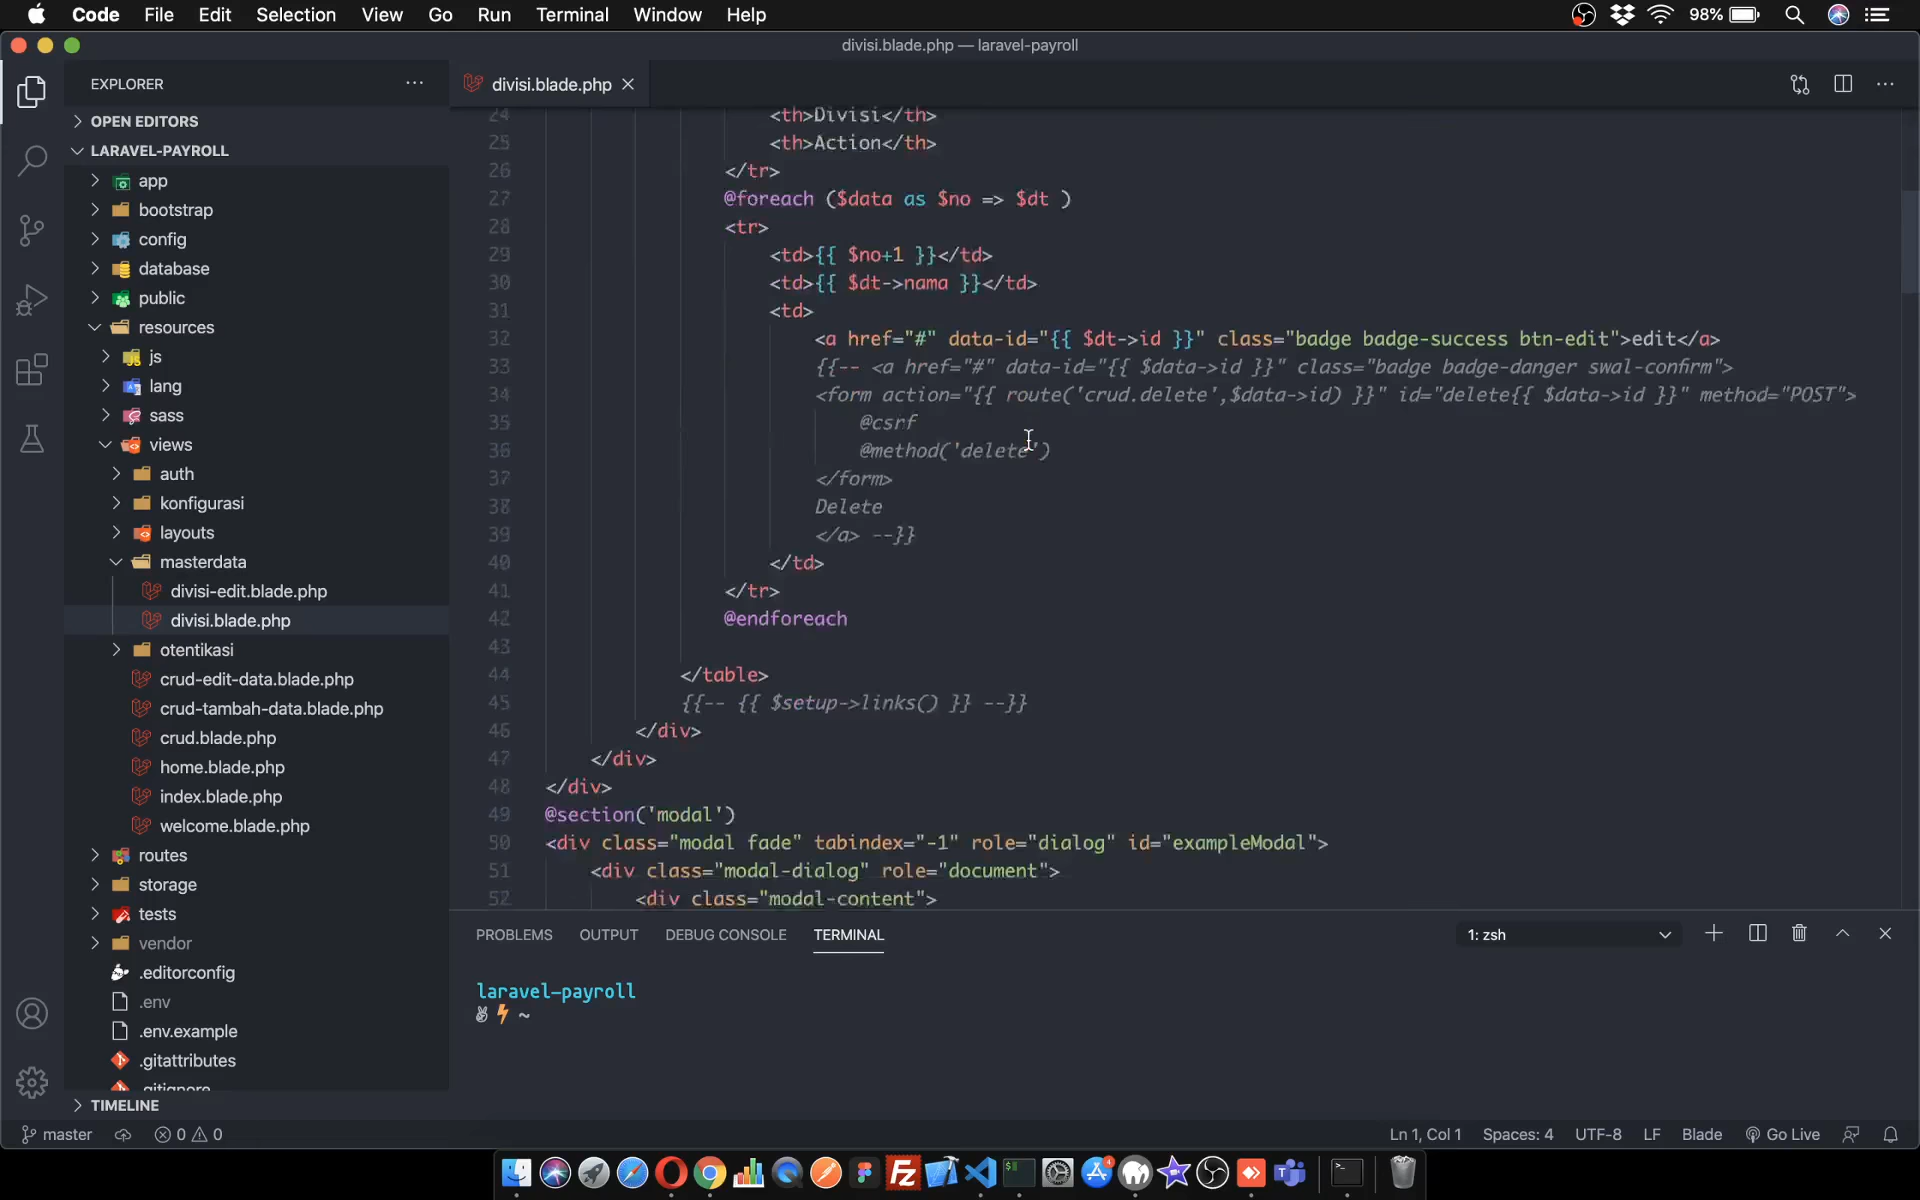 Code File Edit Selection View Go Run Terminal Window Help 98%
divisi.blade.php — laravel-payroll
EXPLORER
OPEN EDITORS
LARAVEL-PAYROLL
app
bootstrap
config
database
public
resources
js
lang
sass
views
auth
konfigurasi
layouts
masterdata
divisi-edit.blade.php
divisi.blade.php
otentikasi
crud-edit-data.blade.php
crud-tambah-data.blade.php
crud.blade.php
home.blade.php
index.blade.php
welcome.blade.php
routes
storage
tests
vendor
.editorconfig
.env
.env.example
.gitattributes
.gitignore
TIMELINE
divisi.blade.php
24 <th>Divisi</th>
25 <th>Action</th>
26 </tr>
27 @foreach ($data as $no => $dt )
28 <tr>
29 <td>{{ $no+1 }}</td>
30 <td>{{ $dt->nama }}</td>
31 <td>
32 <a href="#" data-id="{{ $dt->id }}" class="badge badge-success btn-edit">edit</a>
33 {{-- <a href="#" data-id="{{ $data->id }}" class="badge badge-danger swal-confirm">
34 <form action="{{ route('crud.delete',$data->id) }}" id="delete{{ $data->id }}" method="POST">
35 @csrf
36 @method('delete')
37 </form>
38 Delete
39 </a> --}}
40 </td>
41 </tr>
42 @endforeach
43
44 </table>
45 {{-- {{ $setup->links() }} --}}
46 </div>
47 </div>
48 </div>
49 @section('modal')
50 <div class="modal fade" tabindex="-1" role="dialog" id="exampleModal">
51 <div class="modal-dialog" role="document">
52 <div class="modal-content">
PROBLEMS OUTPUT DEBUG CONSOLE TERMINAL 1: zsh
laravel-payroll
~
master 0 0 Ln 1, Col 1 Spaces: 4 UTF-8 LF Blade Go Live